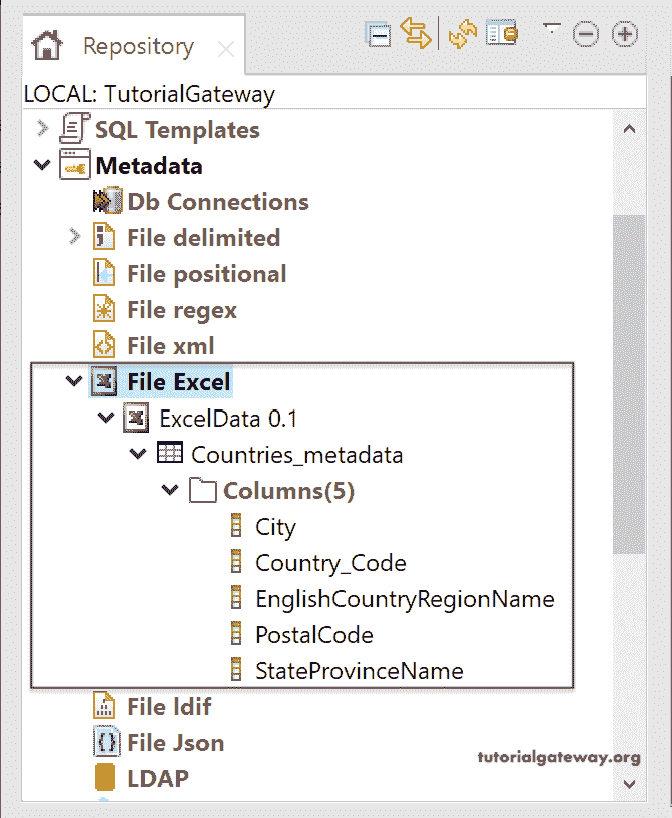 Repository
LOCAL: TutorialGateway
SQL Templates
Metadata
Db Connections
File delimited
File positional
File regex
File xml
File Excel
ExcelData 0.1
Countries_metadata
Columns(5)
City
Country_Code
EnglishCountryRegionName
PostalCode
StateProvinceName
File ldif
File Json
LDAP
tutorialgateway.org